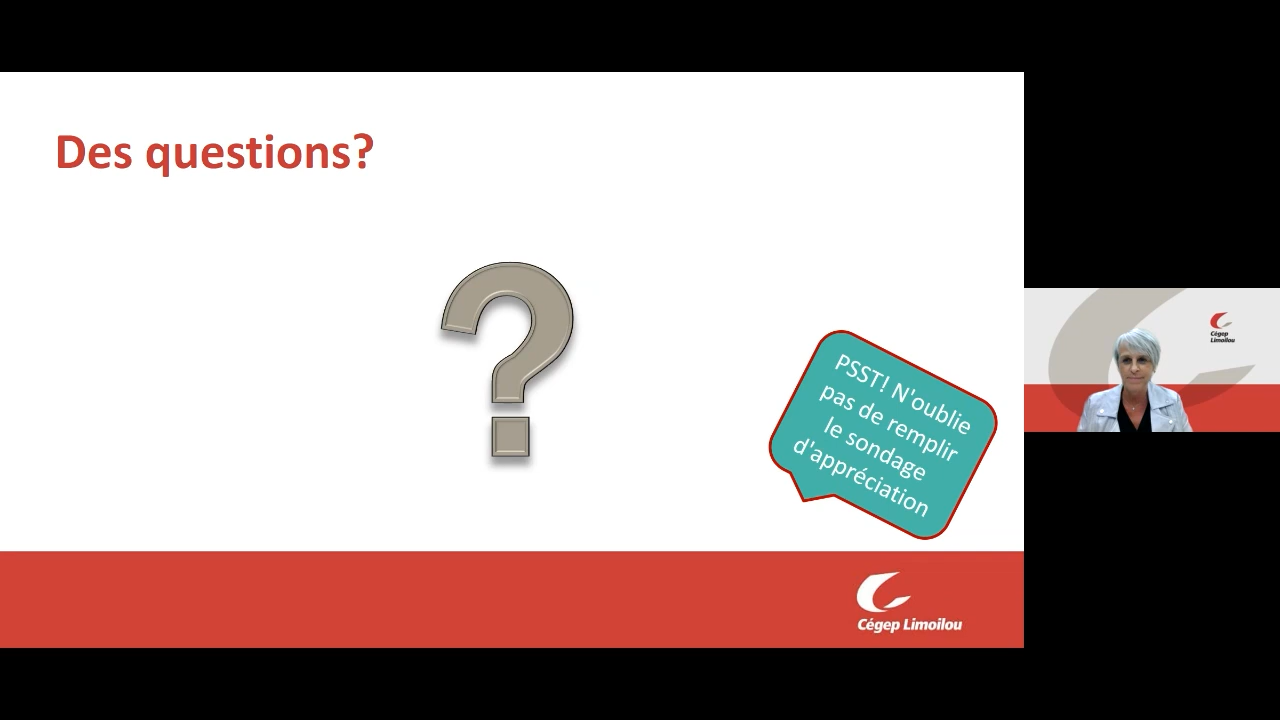 Des questions?
?
PSST! N'oublie
pas de remplir
le sondage
d'appréciation
Cégep Limoilou
Cégep
Limoilou